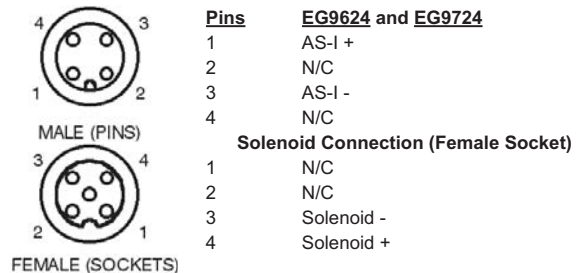 4 3
1 2
MALE (PINS)
3 4
2 1
FEMALE (SOCKETS)
Pins EG9624 and EG9724
1 AS-I +
2 N/C
3 AS-I -
4 N/C
Solenoid Connection (Female Socket)
1 N/C
2 N/C
3 Solenoid -
4 Solenoid +